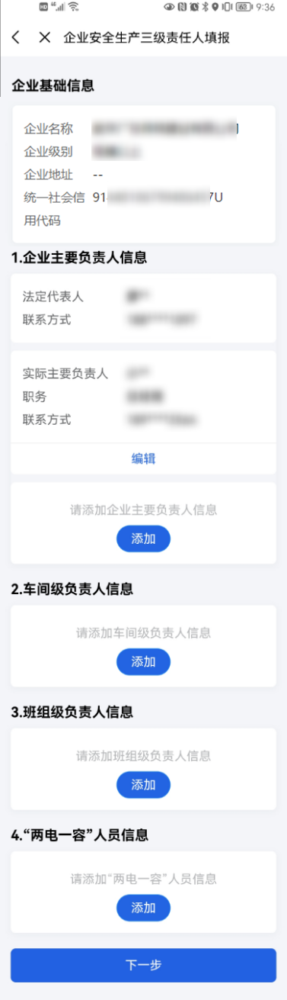 9:36
企业安全生产三级责任人填报
企业基础信息
企业名称
企业级别
企业地址 --
统一社会信 91 7U
用代码
1.企业主要负责人信息
法定代表人
联系方式
实际主要负责人
职务
联系方式
编辑
请添加企业主要负责人信息
添加
2.车间级负责人信息
请添加车间级负责人信息
添加
3.班组级负责人信息
请添加班组级负责人信息
添加
4.“两电一容”人员信息
请添加“两电一容”人员信息
添加
下一步